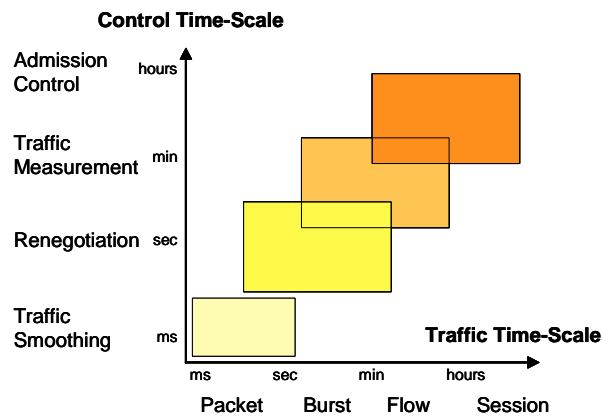 Control Time-Scale
Admission
Control
hours
Traffic
Measurement
min
Renegotiation
sec
Traffic
Smoothing
ms
Traffic Time-Scale
ms sec min hours
Packet Burst Flow Session